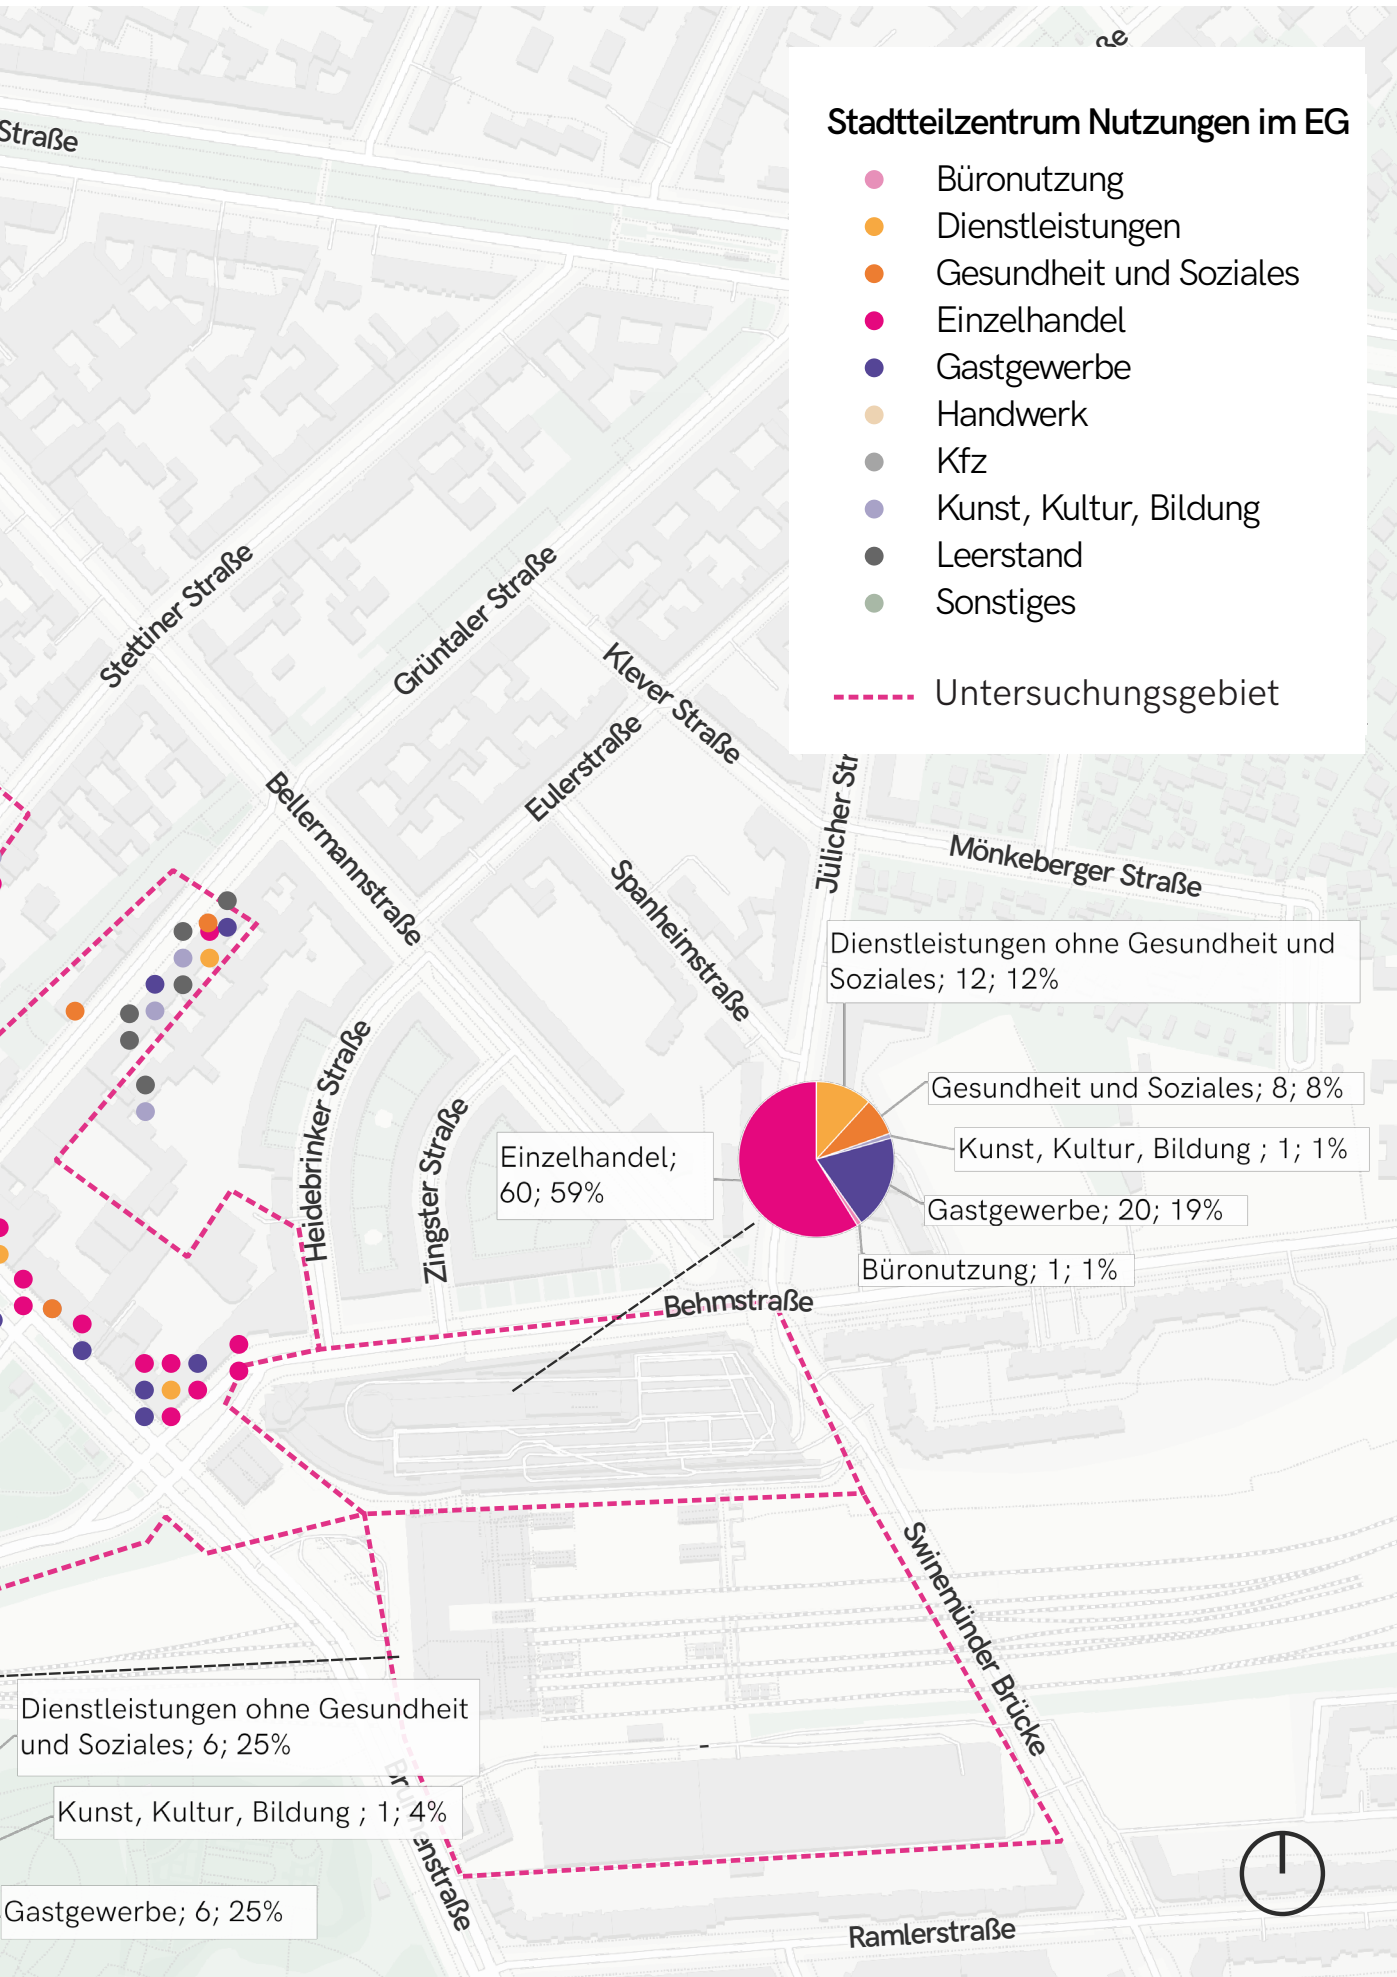 ße
Straße
Stadtteilzentrum Nutzungen im EG
Büronutzung
Dienstleistungen
Gesundheit und Soziales
Einzelhandel
Gastgewerbe
Handwerk
Kfz
Kunst, Kultur, Bildung
Leerstand
Sonstiges
Untersuchungsgebiet
Stettiner Straße
Grüntaler Straße
Klever Straße
Eulerstraße
Bellermannstraße
Jülicher Str
Mönkeberger Straße
Spanheimstraße
Dienstleistungen ohne Gesundheit und
Soziales; 12; 12%
Heidebrinker Straße
Zingster Straße
Gesundheit und Soziales; 8; 8%
Einzelhandel;
60; 59%
Kunst, Kultur, Bildung ; 1; 1%
Gastgewerbe; 20; 19%
Büronutzung; 1; 1%
Behmstraße
Swinemünder Brücke
Dienstleistungen ohne Gesundheit
und Soziales; 6; 25%
Kunst, Kultur, Bildung ; 1; 4%
Brunnenstraße
Gastgewerbe; 6; 25%
Ramlerstraße